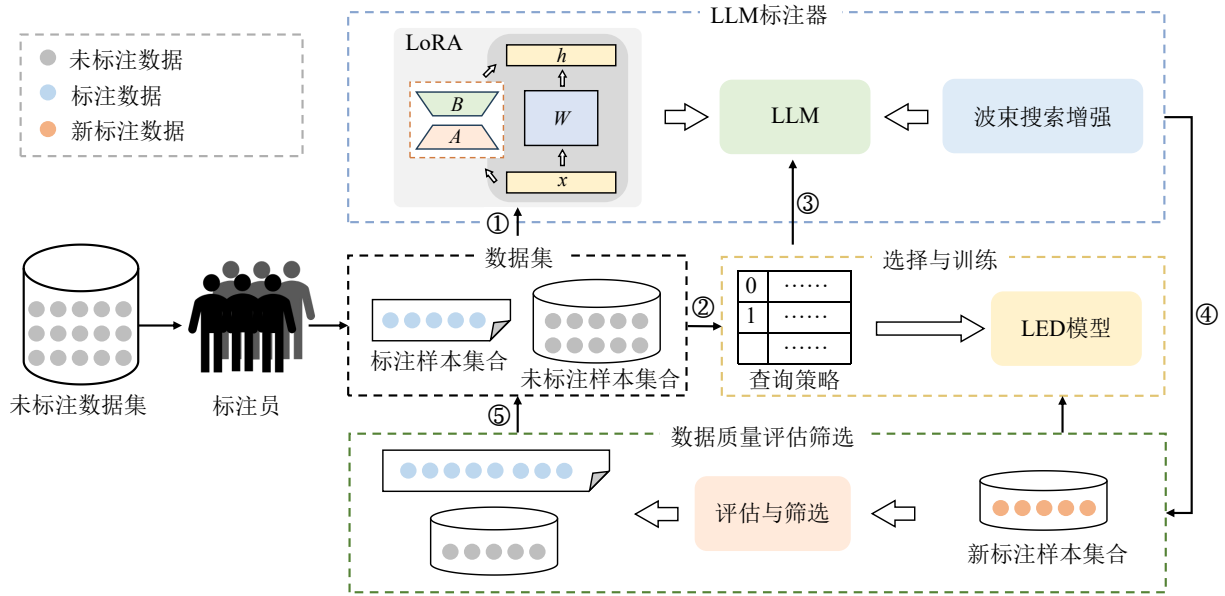 LLM标注器
未标注数据
标注数据
新标注数据
LoRA
h
B
A
W
x
LLM
波束搜索增强
①
③
④
数据集
标注样本集合
未标注样本集合
②
选择与训练
0
1
……
……
……
查询策略
LED模型
未标注数据集
标注员
⑤
数据质量评估筛选
评估与筛选
新标注样本集合